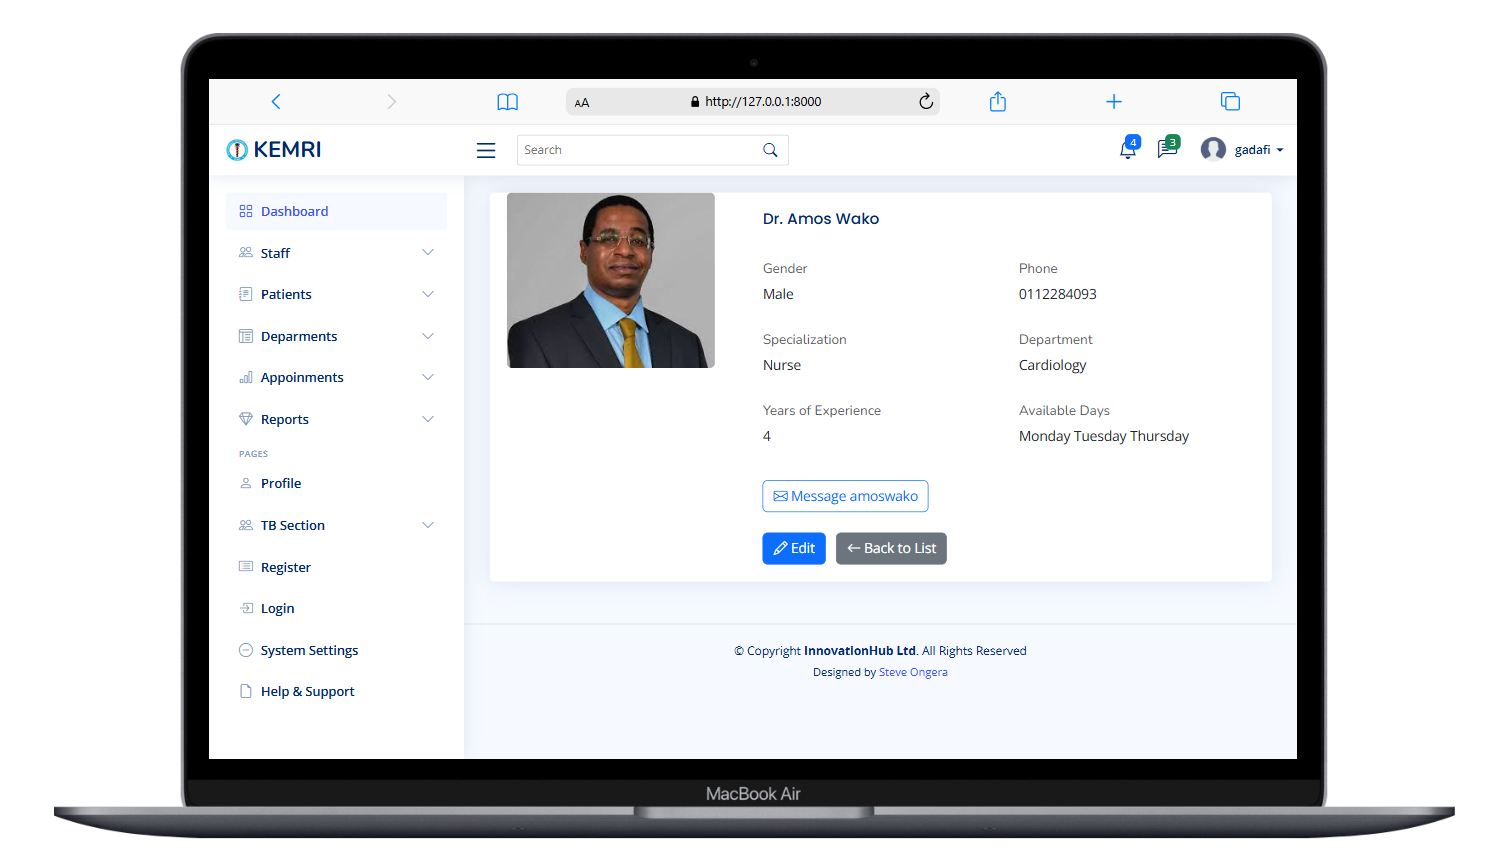 AA
http://127.0.0.1:8000
KEMRI
Search
4
3
gadafi
Dashboard
Staff
Patients
Deparments
Appoinments
Reports
PAGES
Profile
TB Section
Register
Login
System Settings
Help & Support
Dr. Amos Wako
Gender
Phone
Male
0112284093
Specialization
Department
Nurse
Cardiology
Years of Experience
Available Days
4
Monday Tuesday Thursday
Message amoswako
Edit
Back to List
© Copyright InnovationHub Ltd. All Rights Reserved
Designed by Steve Ongera
MacBook Air